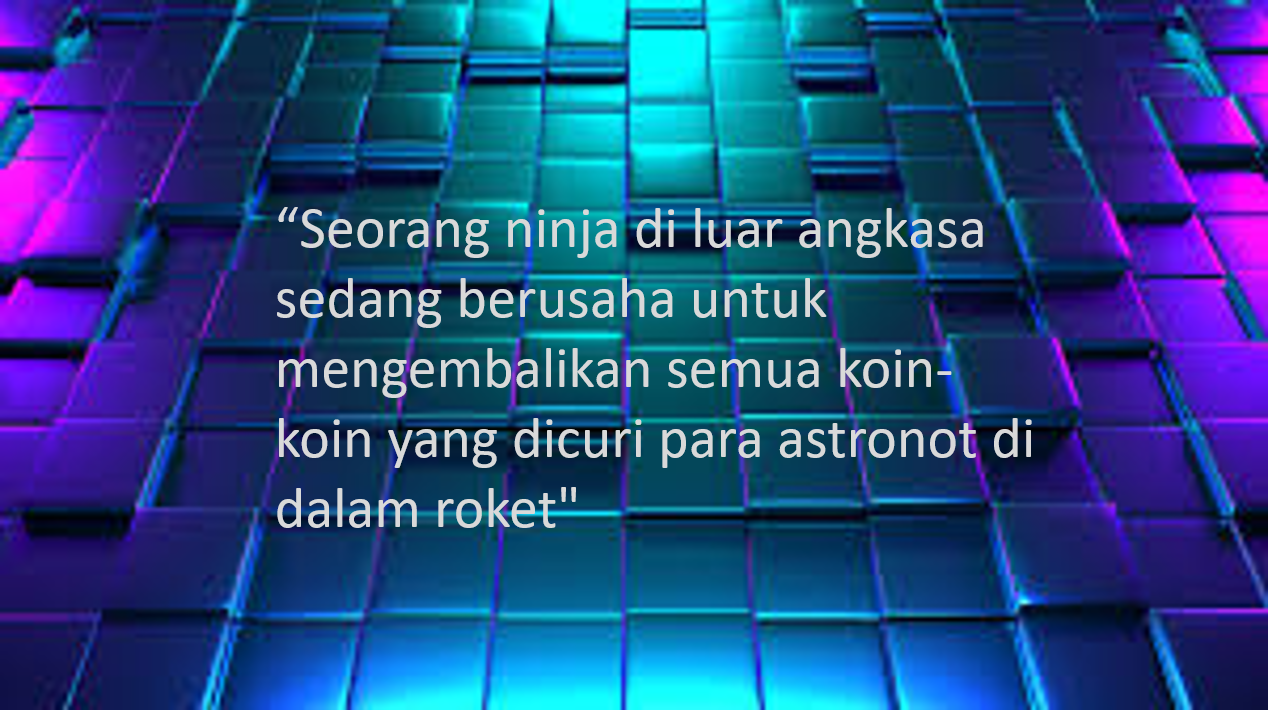 “Seorang ninja di luar angkasa
sedang berusaha untuk
mengembalikan semua koin-
koin yang dicuri para astronot di
dalam roket"